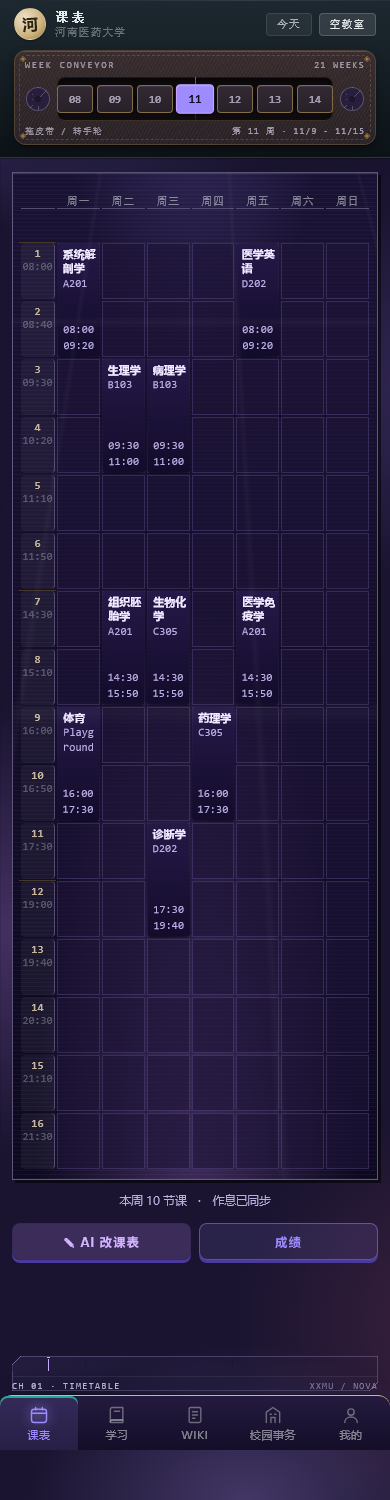 河
课表
河南医药大学
今天
空教室
WEEK CONVEYOR
21 WEEKS
08 09 10 11 12 13 14
拖皮带 / 转手轮
第 11 周 · 11/9 - 11/15
周一 周二 周三 周四 周五 周六 周日
1
08:00
系统解
剖学
A201
08:00
09:20
医学英
语
D202
08:00
09:20
2
08:40
3
09:30
生理学
B103
09:30
11:00
病理学
B103
09:30
11:00
4
10:20
5
11:10
6
11:50
7
14:30
组织胚
胎学
A201
14:30
15:50
生物化
学
C305
14:30
15:50
医学免
疫学
A201
14:30
15:50
8
15:10
9
16:00
体育
Playg
round
16:00
17:30
药理学
C305
16:00
17:30
10
16:50
11
17:30
诊断学
D202
17:30
19:40
12
19:00
13
19:40
14
20:30
15
21:10
16
21:30
本周 10 节课 · 作息已同步
AI 改课表
成绩
CH 01 · TIMETABLE
XXMU / NOVA
课表
学习
WIKI
校园事务
我的